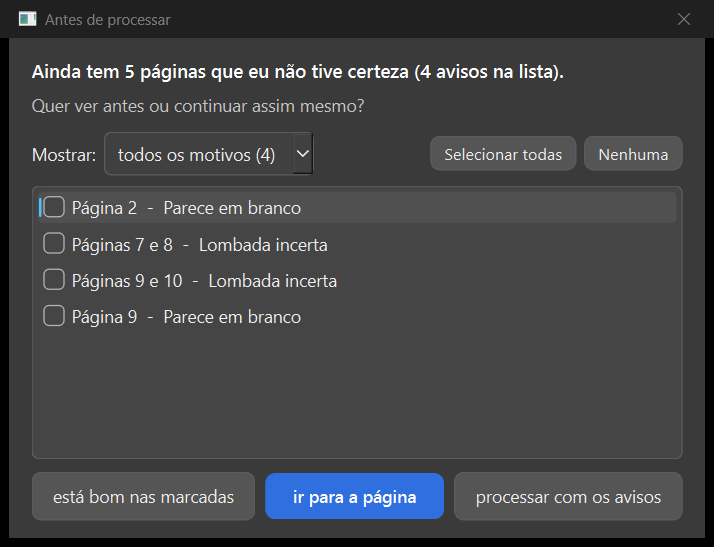 Antes de processar
Ainda tem 5 páginas que eu não tive certeza (4 avisos na lista).
Quer ver antes ou continuar assim mesmo?
Mostrar: todos os motivos (4) Selecionar todas Nenhuma
Página 2 - Parece em branco
Páginas 7 e 8 - Lombada incerta
Páginas 9 e 10 - Lombada incerta
Página 9 - Parece em branco
está bom nas marcadas ir para a página processar com os avisos